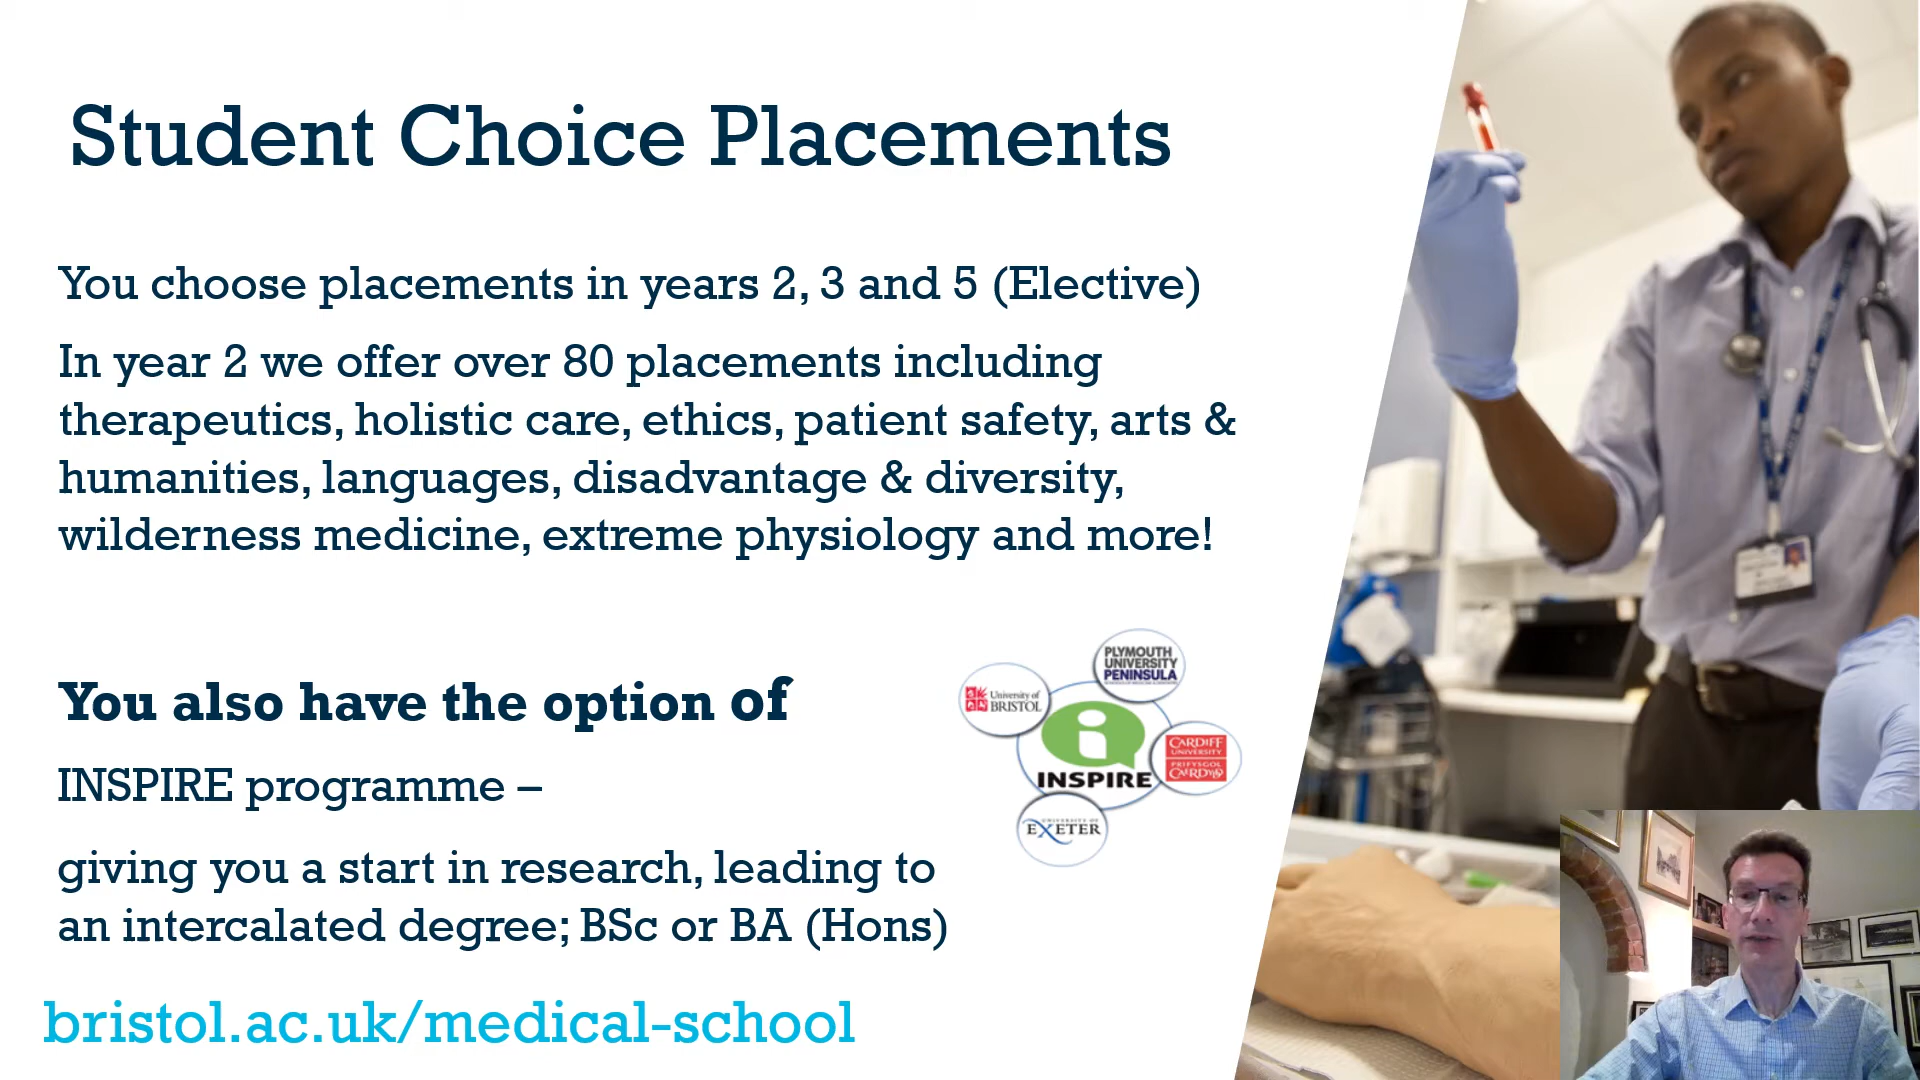 Student Choice Placements
You choose placements in years 2, 3 and 5 (Elective)
In year 2 we offer over 80 placements including
therapeutics, holistic care, ethics, patient safety, arts &
humanities, languages, disadvantage & diversity,
wilderness medicine, extreme physiology and more!
You also have the option of
INSPIRE programme –
giving you a start in research, leading to
an intercalated degree; BSc or BA (Hons)
bristol.ac.uk/medical-school
PLYMOUTH
UNIVERSITY
PENINSULA
University of
BRISTOL
i
INSPIRE
CARDIFF
UNIVERSITY
PRIFYSGOL
CAERDYDD
UNIVERSITY OF
EXETER